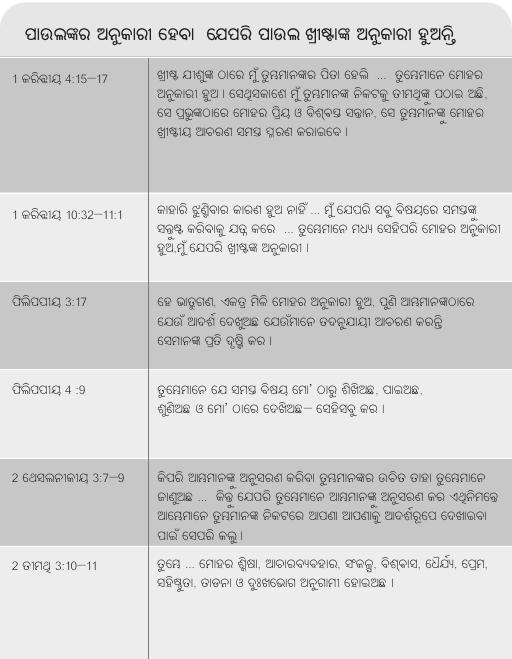 ପାଉଲଙ୍କର ଅନୁକାରୀ ହେବା ଯେପରି ପାଉଲ ଖ୍ରୀଷ୍ଟଙ୍କ ଅନୁକାରୀ ହୁଅନ୍ତି
1 କରିନ୍ଥୀୟ 4:15–17
ଖ୍ରୀଷ୍ଟ ଯୀଶୁଙ୍କ ଠାରେ ମୁଁ ତୁମ୍ଭମାନଙ୍କର ପିତା ହେଲି ... ତୁମ୍ଭେମାନେ ମୋହର
ଅନୁକାରୀ ହୁଅ । ସେଥିସକାଶେ ମୁଁ ତୁମ୍ଭମାନଙ୍କ ନିକଟକୁ ତୀମଥିଙ୍କୁ ପଠାଇ ଅଛି,
ସେ ପ୍ରଭୁଙ୍କଠାରେ ମୋହର ପ୍ରିୟ ଓ ବିଶ୍ଵସ୍ତ ସନ୍ତାନ, ସେ ତୁମ୍ଭମାନଙ୍କୁ ମୋହର
ଖ୍ରୀଷ୍ଟୀୟ ଆଚରଣ ସମସ୍ତ ସ୍ମରଣ କରାଇବେ ।
1 କରିନ୍ଥୀୟ 10:32–11:1
କାହାରି ଝୁଣ୍ଟିବାର କାରଣ ହୁଅ ନାହିଁ ... ମୁଁ ଯେପରି ସବୁ ବିଷୟରେ ସମସ୍ତଙ୍କୁ
ସନ୍ତୁଷ୍ଟ କରିବାକୁ ଯତ୍ନ କରେ ... ତୁମ୍ଭେମାନେ ମଧ୍ୟ ସେହିପରି ମୋହର ଅନୁକାରୀ
ହୁଅ,ମୁଁ ଯେପରି ଖ୍ରୀଷ୍ଟଙ୍କ ଅନୁକାରୀ ।
ଫିଲିପପୀୟ 3:17
ହେ ଭାତୃଗଣ, ଏକତ୍ର ମିଳି ମୋହର ଅନୁକାରୀ ହୁଅ, ପୁଣି ଆମ୍ଭମାନଙ୍କଠାରେ
ଯେଉଁ ଆଦର୍ଶ ଦେଖୁଅଛ ଯେଉଁମାନେ ତଦନୁଯାୟୀ ଆଚରଣ କରନ୍ତି
ସେମାନଙ୍କ ପ୍ରତି ଦୃଷ୍ଟି କର ।
ଫିଲିପପୀୟ 4 :9
ତୁମ୍ଭେମାନେ ଯେ ସମସ୍ତ ବିଷୟ ମୋ’ ଠାରୁ ଶିଖିଅଛ, ପାଇଅଛ,
ଶୁଣିଅଛ ଓ ମୋ’ ଠାରେ ଦେଖିଅଛ– ସେହିସବୁ କର ।
2 ଥେସଲନୀକୀୟ 3:7–9
କିପରି ଆମ୍ଭମାନଙ୍କୁ ଅନୁସରଣ କରିବା ତୁମ୍ଭମାନଙ୍କର ଉଚିତ ତାହା ତୁମ୍ଭେମାନେ
ଜାଣୁଅଛ ... କିନ୍ତୁ ଯେପରି ତୁମ୍ଭେମାନେ ଆମ୍ଭମାନଙ୍କୁ ଅନୁସରଣ କର ଏଥିନିମନ୍ତେ
ଆମ୍ଭେମାନେ ତୁମ୍ଭମାନଙ୍କ ନିକଟରେ ଆପଣା ଆପଣାକୁ ଆଦର୍ଶରୂପେ ଦେଖାଇବା
ପାଇଁ ସେପରି କଲୁ ।
2 ତୀମଥି 3:10–11
ତୁମ୍ଭେ ... ମୋହର ଶିକ୍ଷା, ଆଚାରବ୍ୟବହାର, ସଂକଳ୍ପ, ବିଶ୍ଵାସ, ଧୈର୍ଯ୍ୟ, ପ୍ରେମ,
ସହିଷ୍ଣୁତା, ତାଡନା ଓ ଦୁଃଖଭୋଗ ଅନୁଗାମୀ ହୋଇଅଛ ।